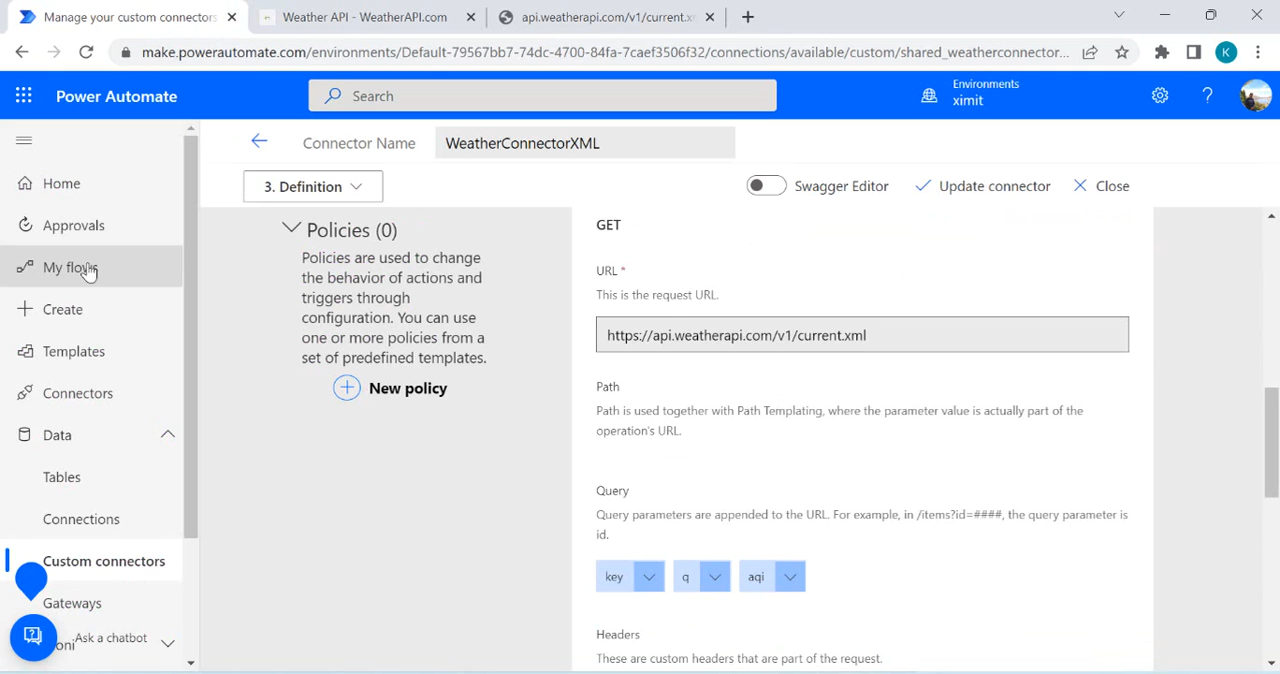 Manage your custom connectors
Weather API - WeatherAPI.com
api.weatherapi.com/v1/current.x
make.powerautomate.com/environments/Default-79567bb7-74dc-4700-84fa-7caef3506f32/connections/available/custom/shared_weatherconnector...
K
Power Automate
Search
Environments
ximit
Home
Approvals
My flows
Create
Templates
Connectors
Data
Tables
Connections
Custom connectors
Gateways
Ask a chatbot
Connector Name
WeatherConnectorXML
3. Definition
Swagger Editor
Update connector
Close
Policies (0)
Policies are used to change
the behavior of actions and
triggers through
configuration. You can use
one or more policies from a
set of predefined templates.
New policy
GET
URL *
This is the request URL.
https://api.weatherapi.com/v1/current.xml
Path
Path is used together with Path Templating, where the parameter value is actually part of the
operation's URL.
Query
Query parameters are appended to the URL. For example, in /items?id=####, the query parameter is
id.
key
q
aqi
Headers
These are custom headers that are part of the request.